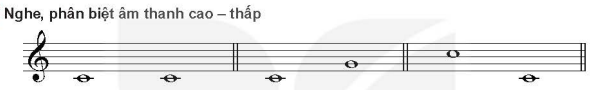 Nghe, phân biệt âm thanh cao – thấp